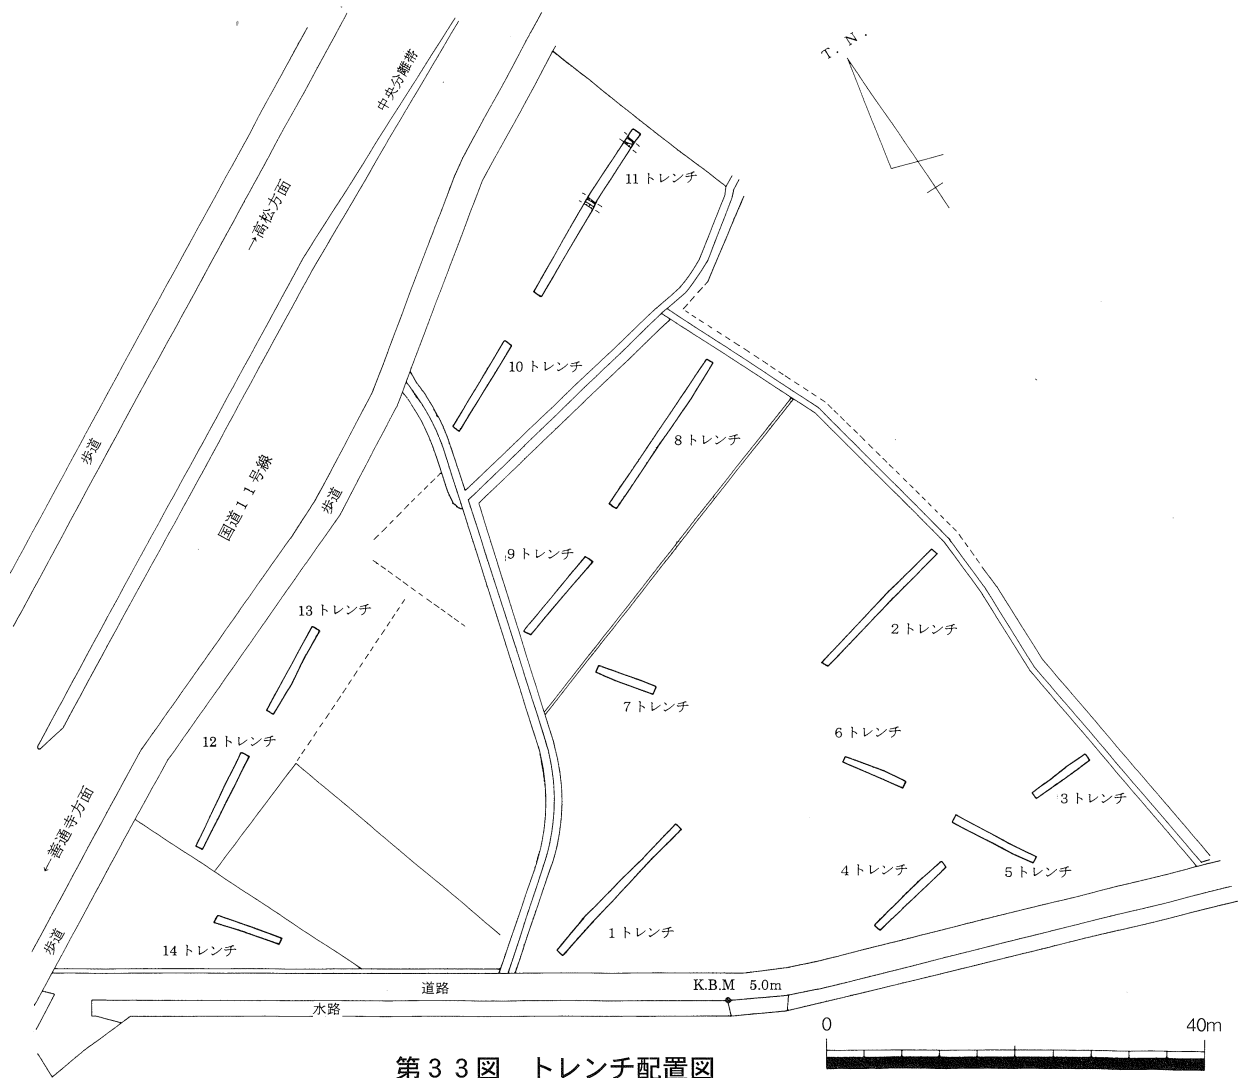 T. N.
中央分離帯
→高松方面
11トレンチ
10トレンチ
8トレンチ
歩道
国道11号線
歩道
9トレンチ
13トレンチ
2トレンチ
7トレンチ
12トレンチ
6トレンチ
3トレンチ
←善通寺方面
5トレンチ
4トレンチ
1トレンチ
歩道
14トレンチ
道路
K.B.M 5.0m
水路
0 40m
第33図 トレンチ配置図